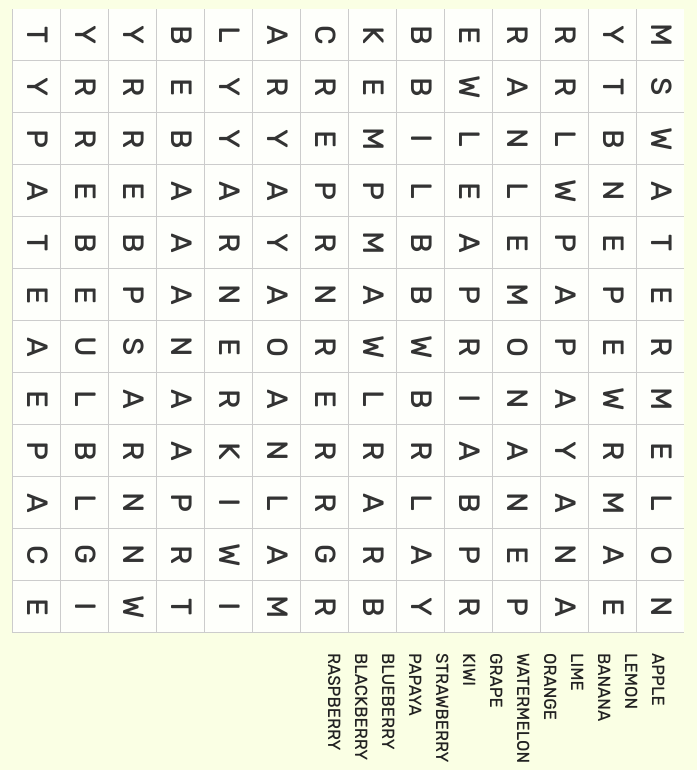 M S W A T E R M E L O N
Y T B N E P E W R M A E
R R L W P A P A Y A N A
R A N L E M O N A N E P
E W L E A P R I A B P R
B B I L B B W B R L A Y
K E M P M A W L R A R B
C R E P R N R E R R G R
A R Y A Y A O A N L A M
L Y Y A R N E R K I W I
B E B A A A N A A P R T
Y R R E B P S A R N N W
Y R R E B E U L B L G I
T Y P A T E A E P A C E
APPLE
LEMON
BANANA
LIME
ORANGE
WATERMELON
GRAPE
KIWI
STRAWBERRY
PAPAYA
BLUEBERRY
BLACKBERRY
RASPBERRY